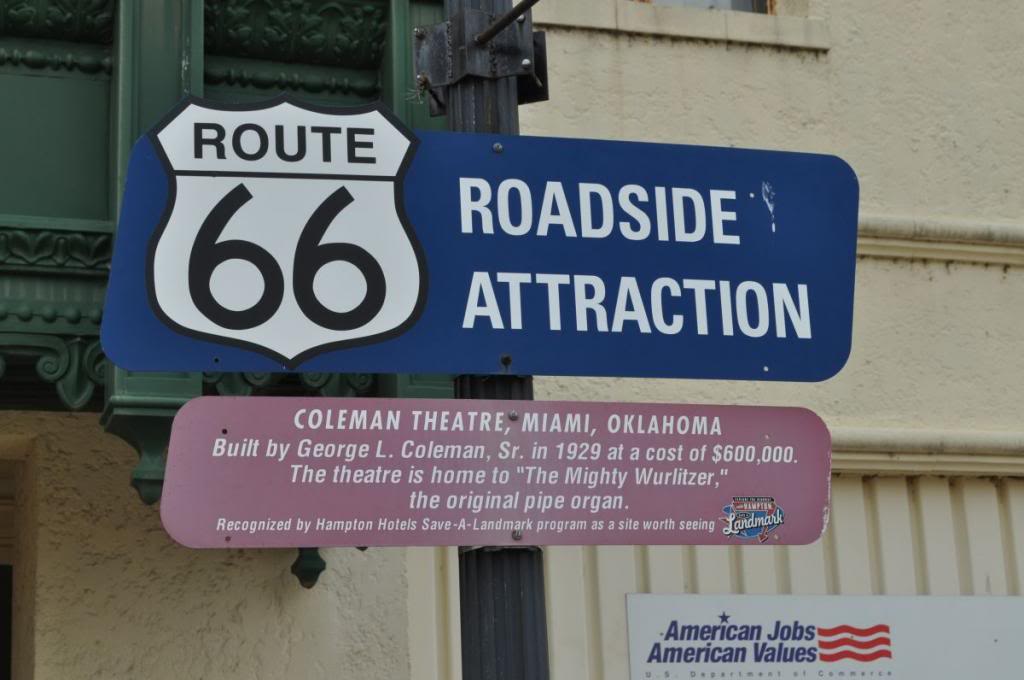 ROUTE
66
ROADSIDE
ATTRACTION
COLEMAN THEATRE, MIAMI, OKLAHOMA
Built by George L. Coleman, Sr. in 1929 at a cost of $600,000.
The theatre is home to "The Mighty Wurlitzer,"
the original pipe organ.
Recognized by Hampton Hotels Save-A-Landmark program as a site worth seeing
HAMPTON
Landmark
American Jobs
American Values
U.S. Department of Commerce